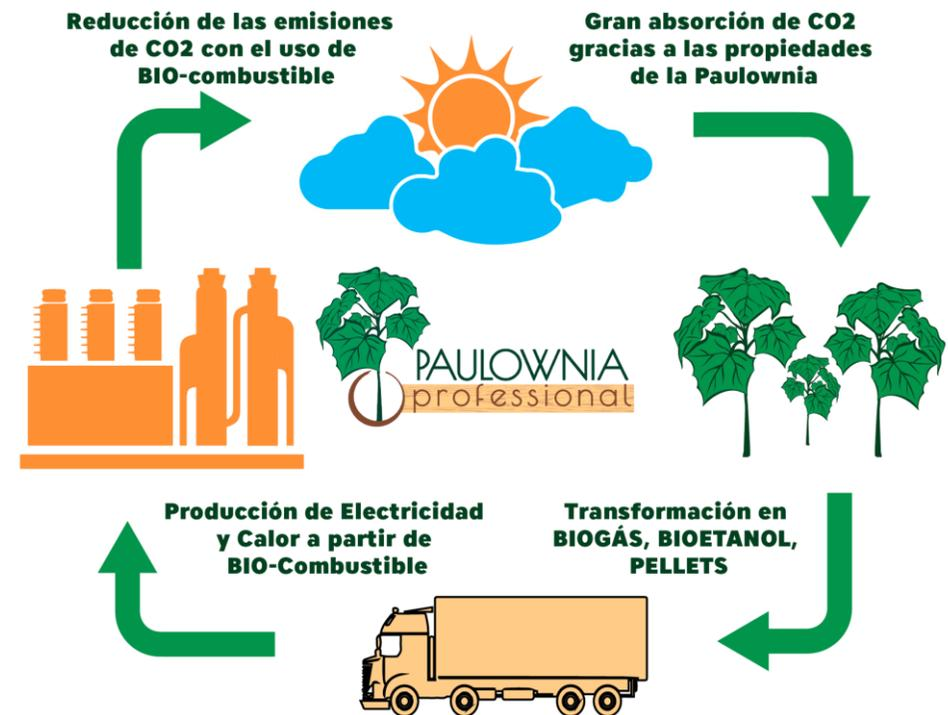 Reducción de las emisiones
de CO2 con el uso de
BIO-combustible
Gran absorción de CO2
gracias a las propiedades
de la Paulownia
PAULOWNIA
professional
Producción de Electricidad
y Calor a partir de
BIO-Combustible
Transformación en
BIOGÁS, BIOETANOL,
PELLETS